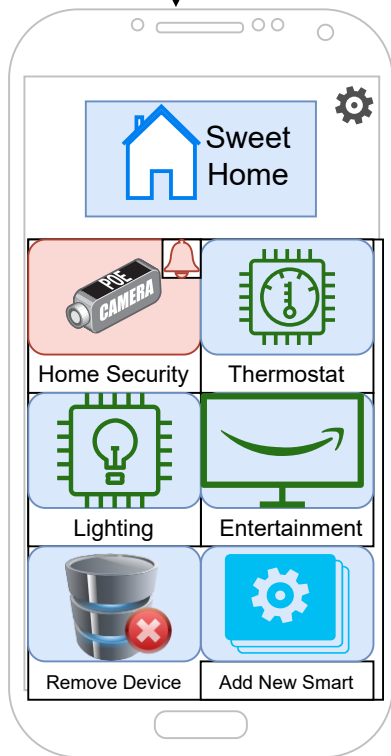 Sweet
Home
POE
CAMERA
Home Security
Thermostat
Lighting
Entertainment
Remove Device
Add New Smart